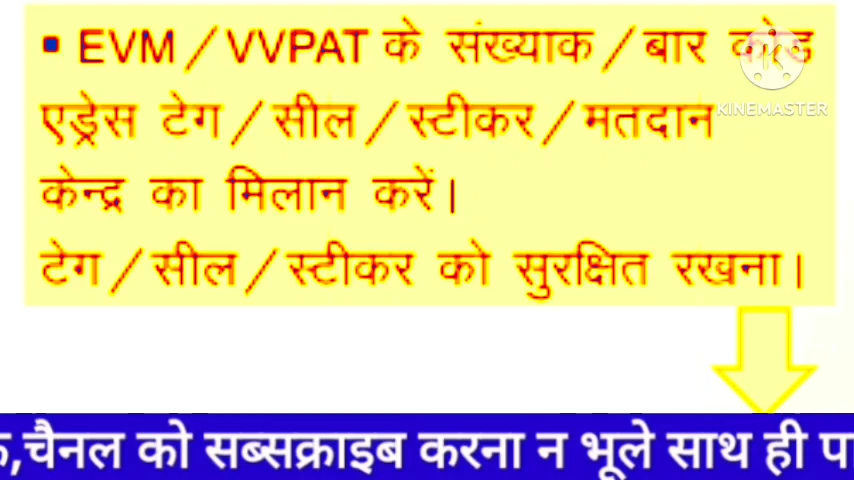 ▪ EVM/VVPAT के संख्याक/बार कोड
KINEMASTER
एड्रेस टेग/सील/स्टीकर/मतदान
केन्द्र का मिलान करें।
टेग/सील/स्टीकर को सुरक्षित रखना।
,चैनल को सब्सक्राइब करना न भूले साथ ही